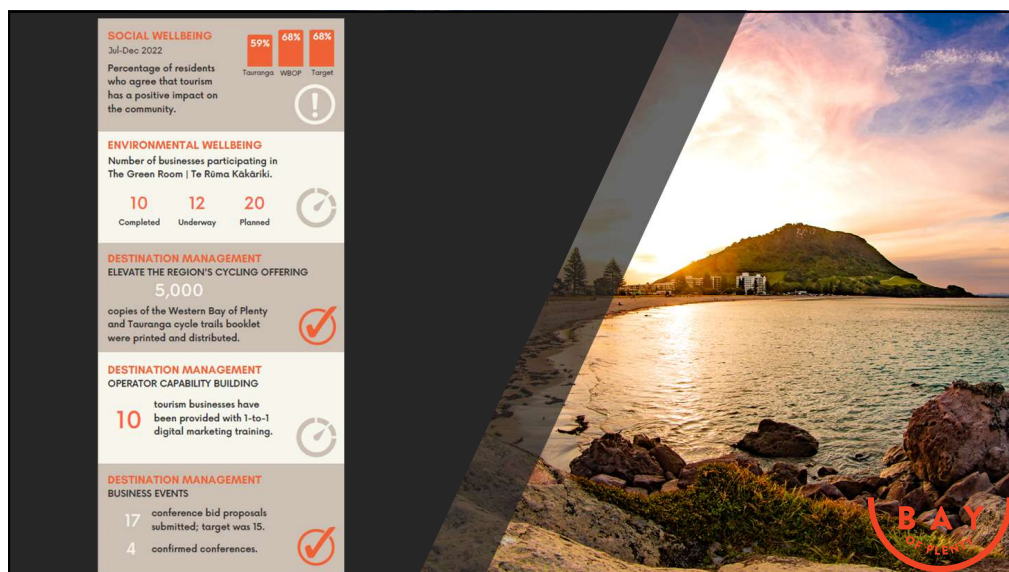 SOCIAL WELLBEING
Jul-Dec 2022
Percentage of residents
who agree that tourism
has a positive impact on
the community.
59% 68% 68%
Tauranga WBOP Target
ENVIRONMENTAL WELLBEING
Number of businesses participating in
The Green Room | Te Rūma Kākāriki.
10 12 20
Completed Underway Planned
DESTINATION MANAGEMENT
ELEVATE THE REGION'S CYCLING OFFERING
5,000
copies of the Western Bay of Plenty
and Tauranga cycle trails booklet
were printed and distributed.
DESTINATION MANAGEMENT
OPERATOR CAPABILITY BUILDING
10
tourism businesses have
been provided with 1-to-1
digital marketing training.
DESTINATION MANAGEMENT
BUSINESS EVENTS
17 conference bid proposals
submitted; target was 15.
4 confirmed conferences.
BAY
OF PLENTY